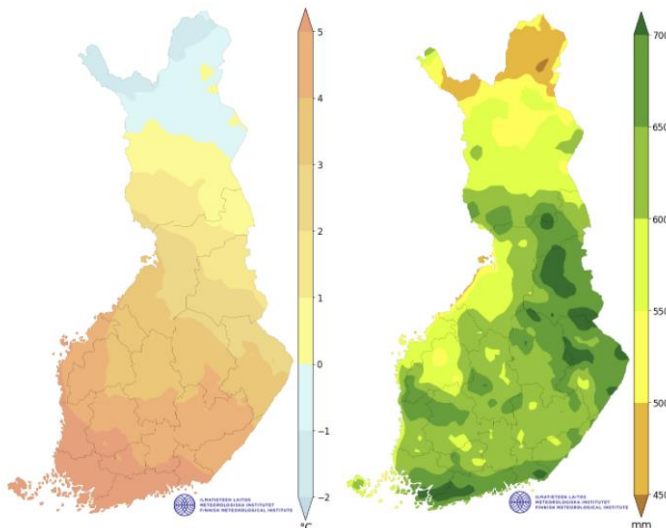 5
4
3
2
1
0
−1
−2
°C
ILMATIETEEN LAITOS
METEOROLOGISKA INSTITUTET
FINNISH METEOROLOGICAL INSTITUTE
700
650
600
550
500
450
mm
ILMATIETEEN LAITOS
METEOROLOGISKA INSTITUTET
FINNISH METEOROLOGICAL INSTITUTE